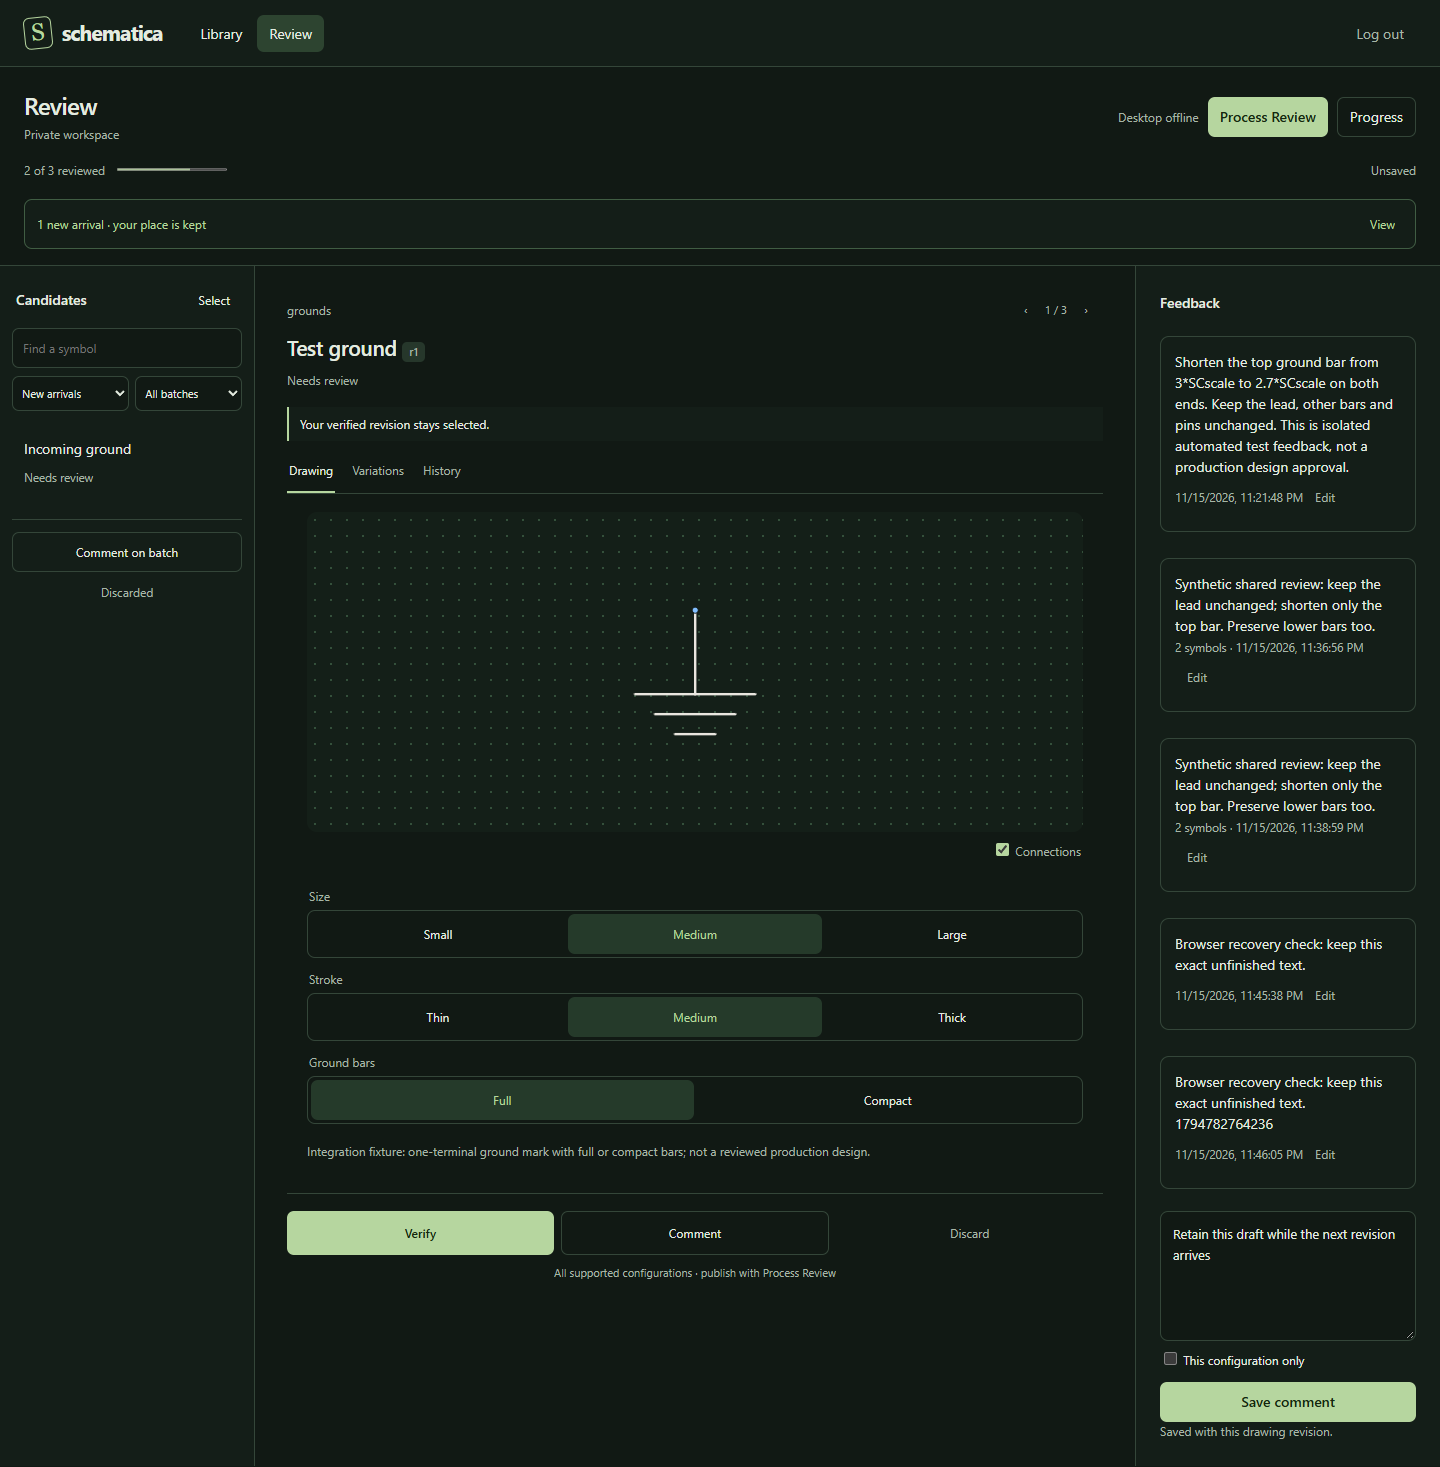 S schematica
Library
Review
Log out
Review
Private workspace
Desktop offline
Process Review
Progress
2 of 3 reviewed
Unsaved
1 new arrival · your place is kept
View
Candidates
Select
Find a symbol
New arrivals
All batches
Incoming ground
Needs review
Comment on batch
Discarded
grounds
‹ 1 / 3 ›
Test ground r1
Needs review
Your verified revision stays selected.
Drawing
Variations
History
Connections
Size
Small
Medium
Large
Stroke
Thin
Medium
Thick
Ground bars
Full
Compact
Integration fixture: one-terminal ground mark with full or compact bars; not a reviewed production design.
Verify
Comment
Discard
All supported configurations · publish with Process Review
Feedback
Shorten the top ground bar from
3*SCscale to 2.7*SCscale on both
ends. Keep the lead, other bars and
pins unchanged. This is isolated
automated test feedback, not a
production design approval.
11/15/2026, 11:21:48 PM Edit
Synthetic shared review: keep the
lead unchanged; shorten only the
top bar. Preserve lower bars too.
2 symbols · 11/15/2026, 11:36:56 PM
Edit
Synthetic shared review: keep the
lead unchanged; shorten only the
top bar. Preserve lower bars too.
2 symbols · 11/15/2026, 11:38:59 PM
Edit
Browser recovery check: keep this
exact unfinished text.
11/15/2026, 11:45:38 PM Edit
Browser recovery check: keep this
exact unfinished text.
1794782764236
11/15/2026, 11:46:05 PM Edit
Retain this draft while the next revision
arrives
This configuration only
Save comment
Saved with this drawing revision.